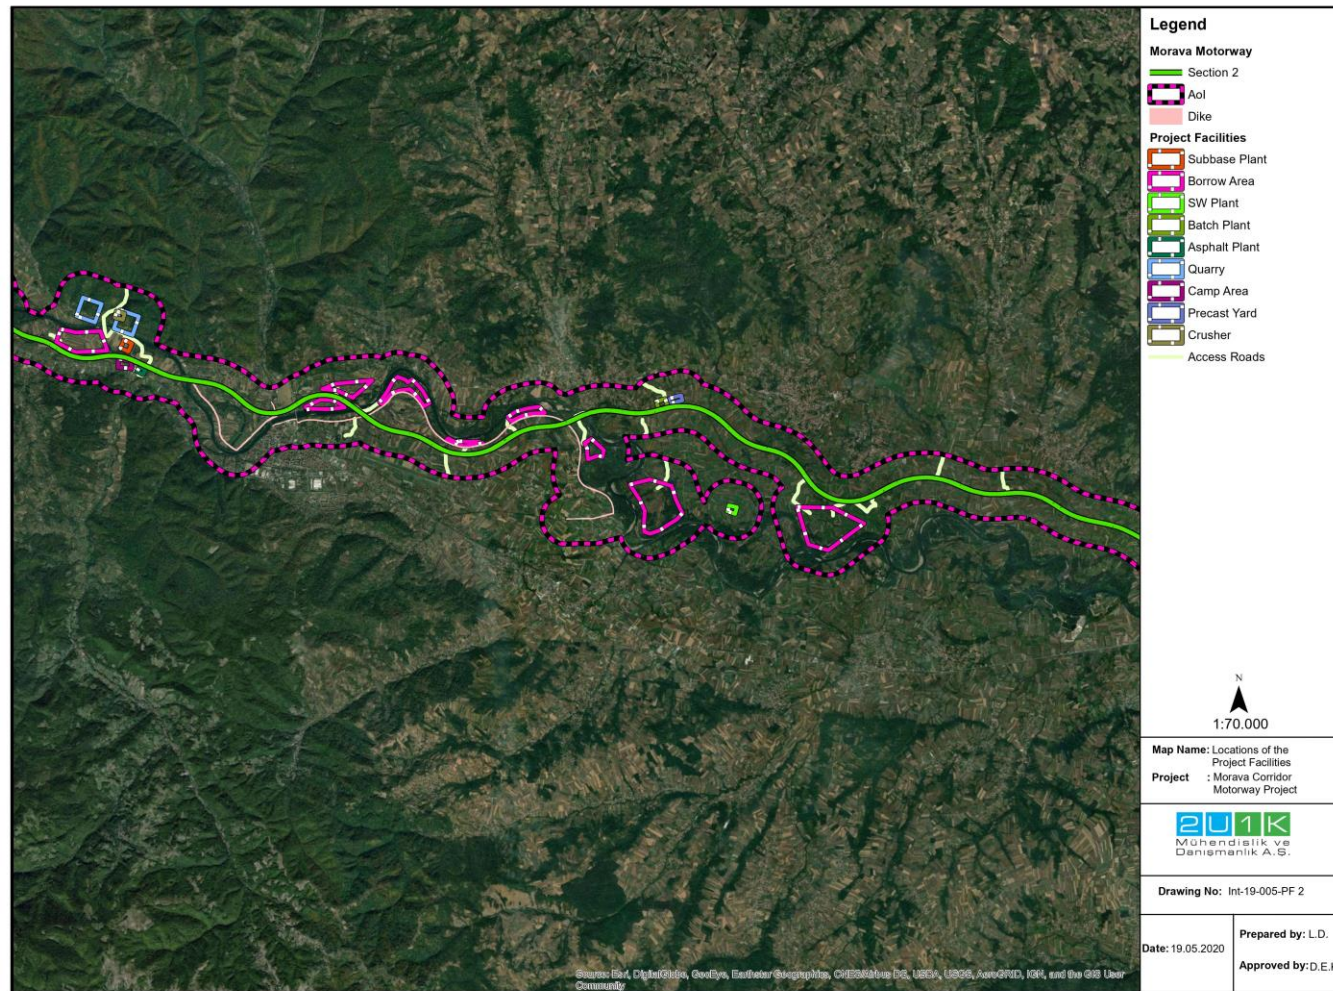 Legend
Morava Motorway
Section 2
AoI
Dike
Project Facilities
Subbase Plant
Borrow Area
SW Plant
Batch Plant
Asphalt Plant
Quarry
Camp Area
Precast Yard
Crusher
Access Roads
N
1:70.000
Map Name: Locations of the
Project Facilities
Project : Morava Corridor
Motorway Project
2U1K
Mühendislik ve
Danışmanlık A.Ş.
Drawing No: Int-19-005-PF 2
Date: 19.05.2020
Prepared by: L.D.
Approved by: D.E.K
Source: Esri, DigitalGlobe, GeoEye, Earthstar Geographics, CNES/Airbus DS, USDA, USGS, AeroGRID, IGN, and the GIS User
Community